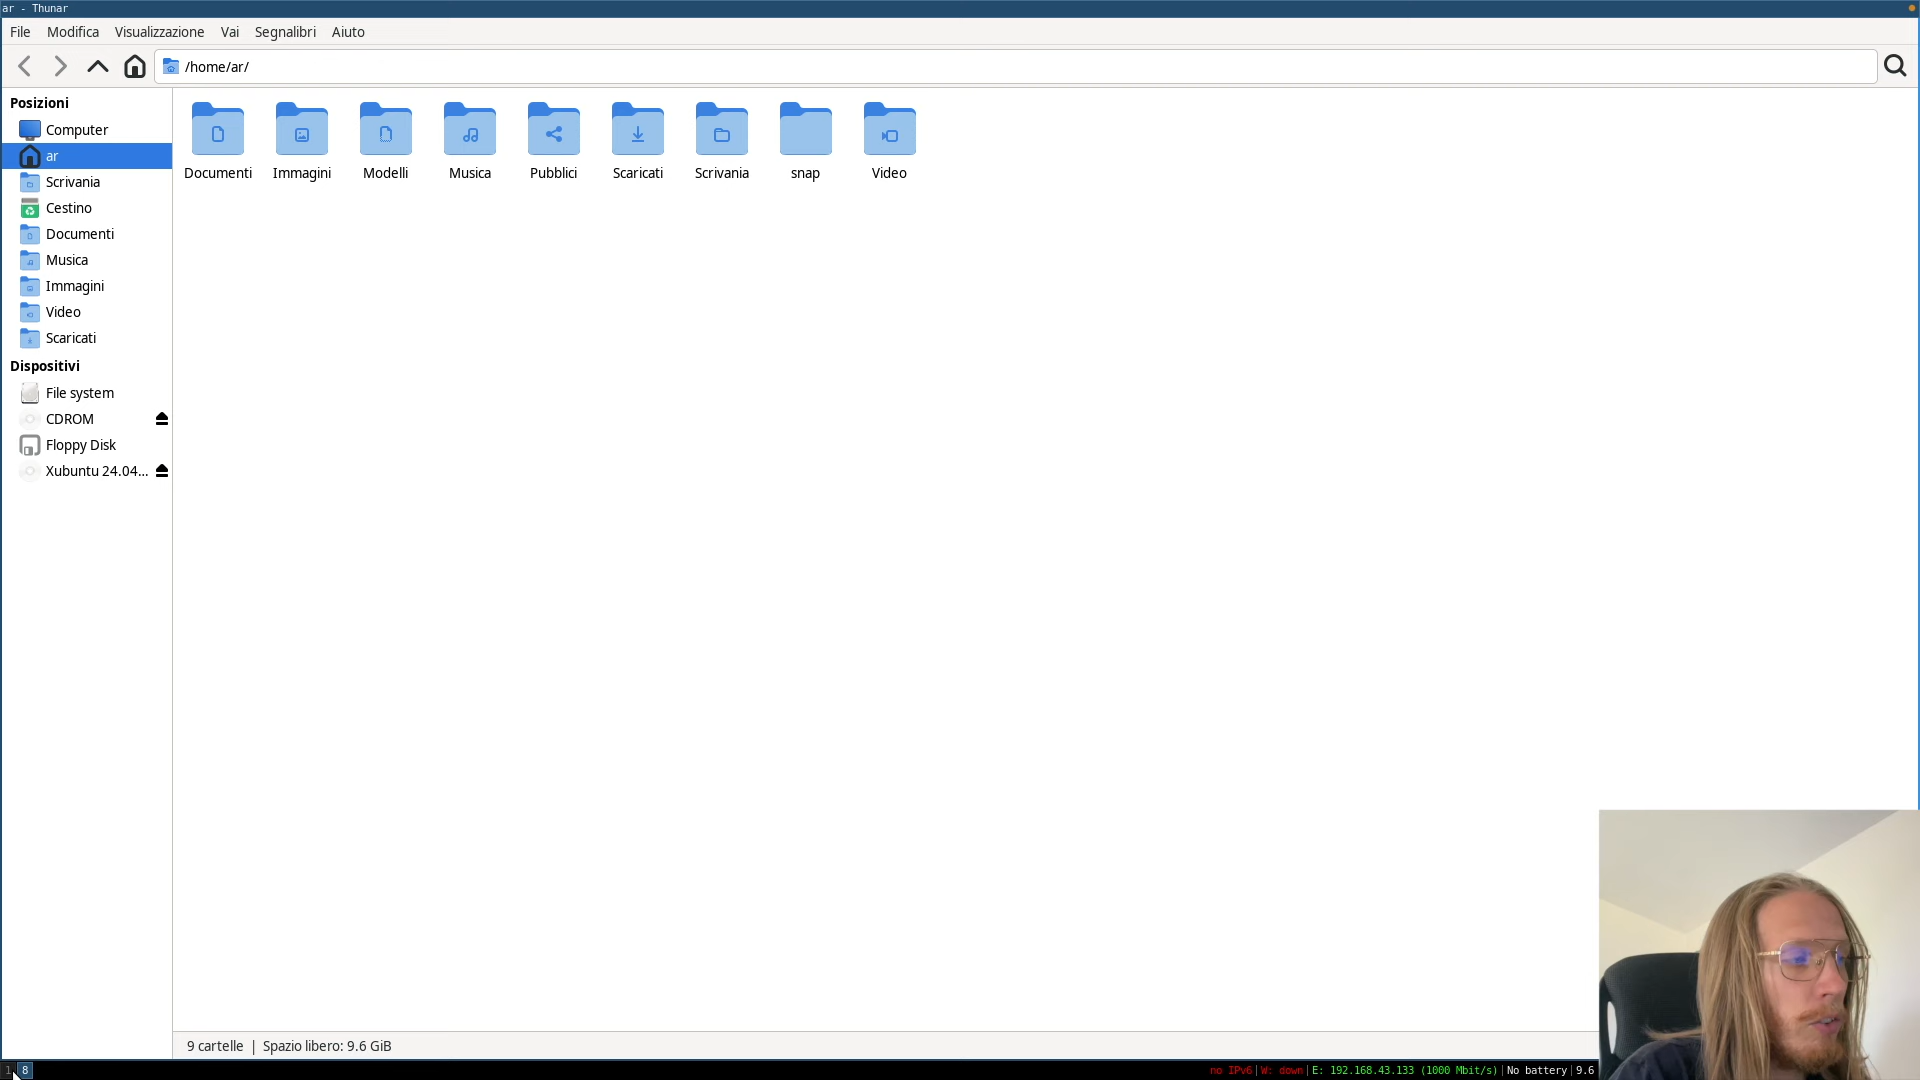 ar - Thunar
File Modifica Visualizzazione Vai Segnalibri Aiuto
/home/ar/
Posizioni
Computer
ar
Scrivania
Cestino
Documenti
Musica
Immagini
Video
Scaricati
Dispositivi
File system
CDROM
Floppy Disk
Xubuntu 24.04...
Documenti Immagini Modelli Musica Pubblici Scaricati Scrivania snap Video
9 cartelle | Spazio libero: 9.6 GiB
1 8 no IPv6|W: down|E: 192.168.43.133 (1000 Mbit/s)|No battery|9.6